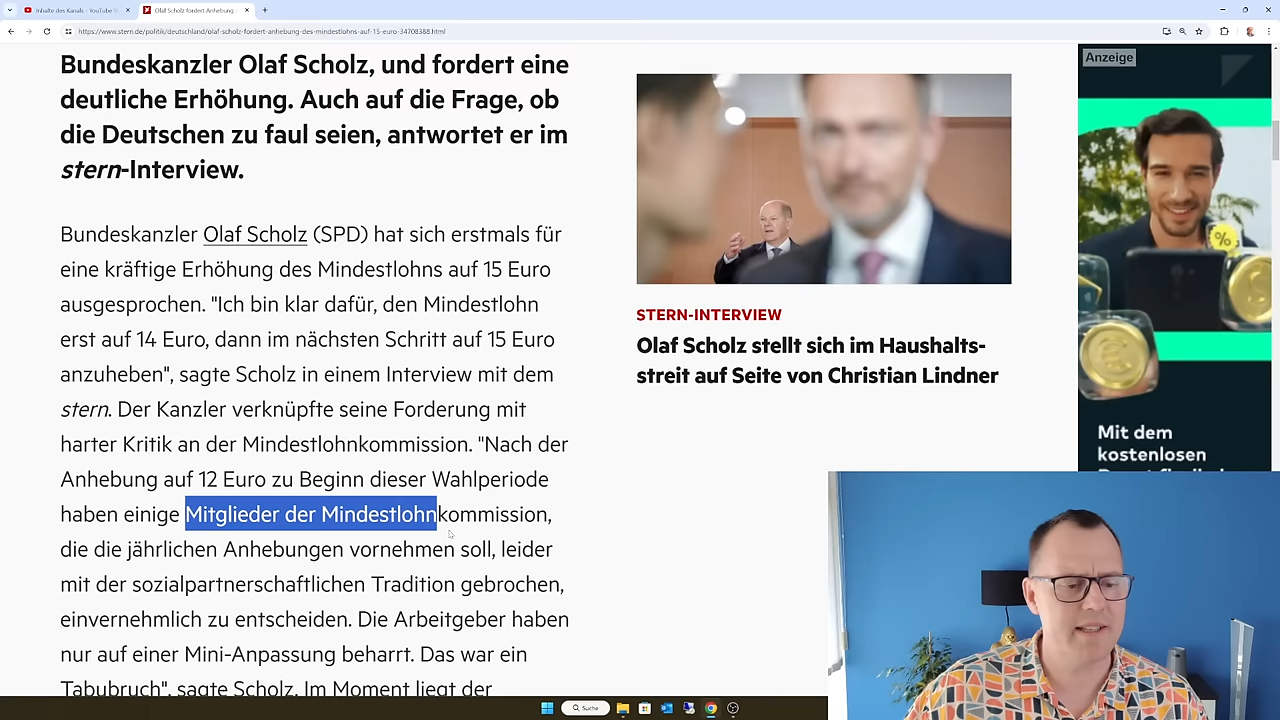 Inhalte des Kanals - YouTube St
Olaf Scholz fordert Anhebung
https://www.stern.de/politik/deutschland/olaf-scholz-fordert-anhebung-des-mindestlohns-auf-15-euro-34708388.html
Bundeskanzler Olaf Scholz, und fordert eine
deutliche Erhöhung. Auch auf die Frage, ob
die Deutschen zu faul seien, antwortet er im
stern-Interview.
Bundeskanzler Olaf Scholz (SPD) hat sich erstmals für
eine kräftige Erhöhung des Mindestlohns auf 15 Euro
ausgesprochen. "Ich bin klar dafür, den Mindestlohn
erst auf 14 Euro, dann im nächsten Schritt auf 15 Euro
anzuheben", sagte Scholz in einem Interview mit dem
stern. Der Kanzler verknüpfte seine Forderung mit
harter Kritik an der Mindestlohnkommission. "Nach der
Anhebung auf 12 Euro zu Beginn dieser Wahlperiode
haben einige Mitglieder der Mindestlohnkommission,
die die jährlichen Anhebungen vornehmen soll, leider
mit der sozialpartnerschaftlichen Tradition gebrochen,
einvernehmlich zu entscheiden. Die Arbeitgeber haben
nur auf einer Mini-Anpassung beharrt. Das war ein
Tabubruch", sagte Scholz. Im Moment liegt der
STERN-INTERVIEW
Olaf Scholz stellt sich im Haushalts-
streit auf Seite von Christian Lindner
Anzeige
%
€
Mit dem
kostenlosen
Suche